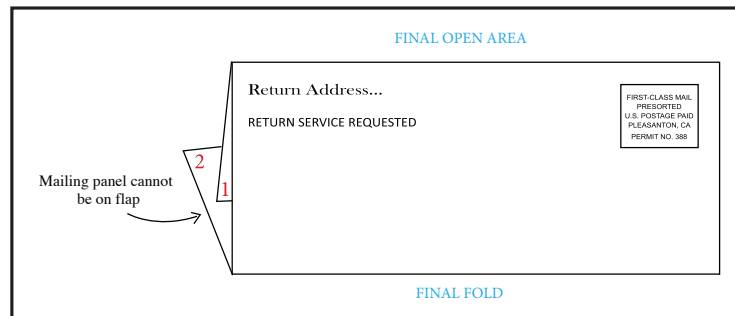 FINAL OPEN AREA
Return Address...
RETURN SERVICE REQUESTED
FIRST-CLASS MAIL
PRESORTED
U.S. POSTAGE PAID
PLEASANTON, CA
PERMIT NO. 388
2
1
Mailing panel cannot
be on flap
FINAL FOLD